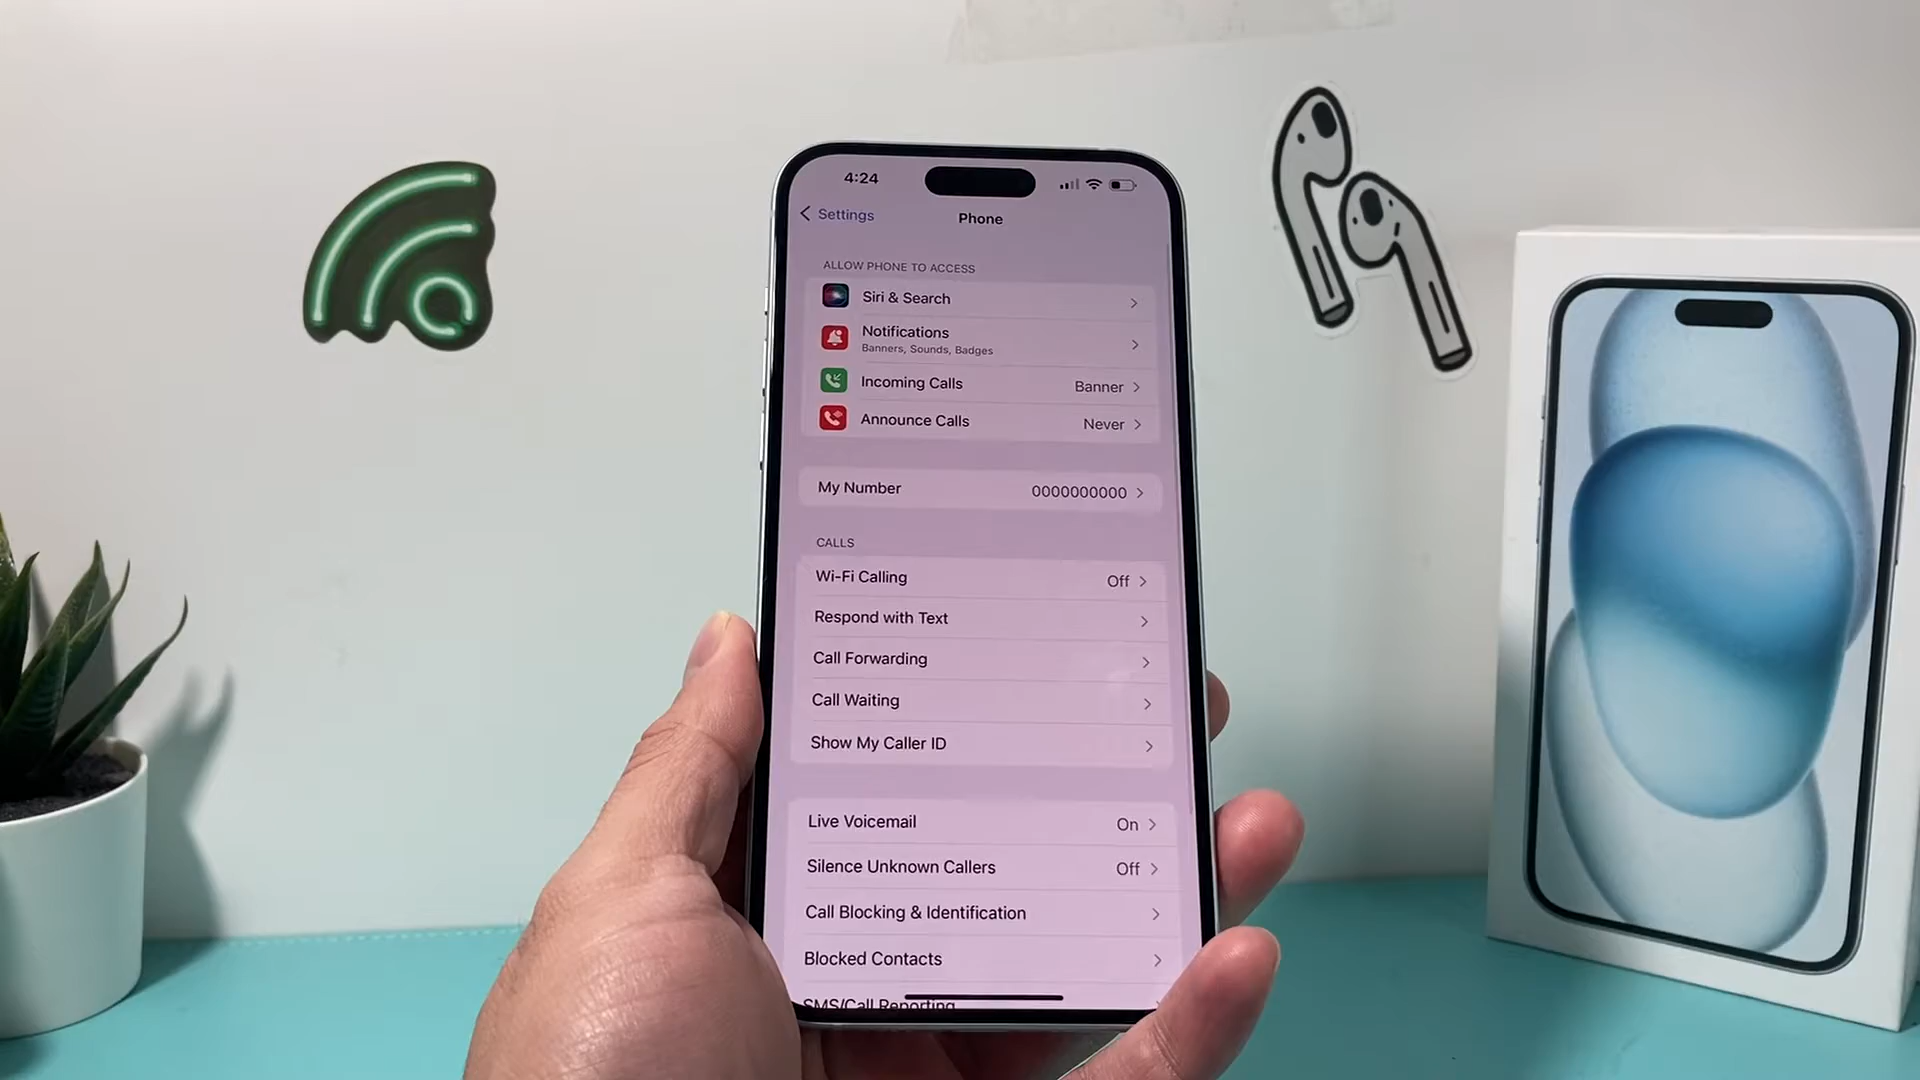 4:24
Settings
Phone
ALLOW PHONE TO ACCESS
Siri & Search
Notifications
Banners, Sounds, Badges
Incoming Calls Banner
Announce Calls Never
My Number 0000000000
CALLS
Wi-Fi Calling Off
Respond with Text
Call Forwarding
Call Waiting
Show My Caller ID
Live Voicemail On
Silence Unknown Callers Off
Call Blocking & Identification
Blocked Contacts
SMS/Call Reporting